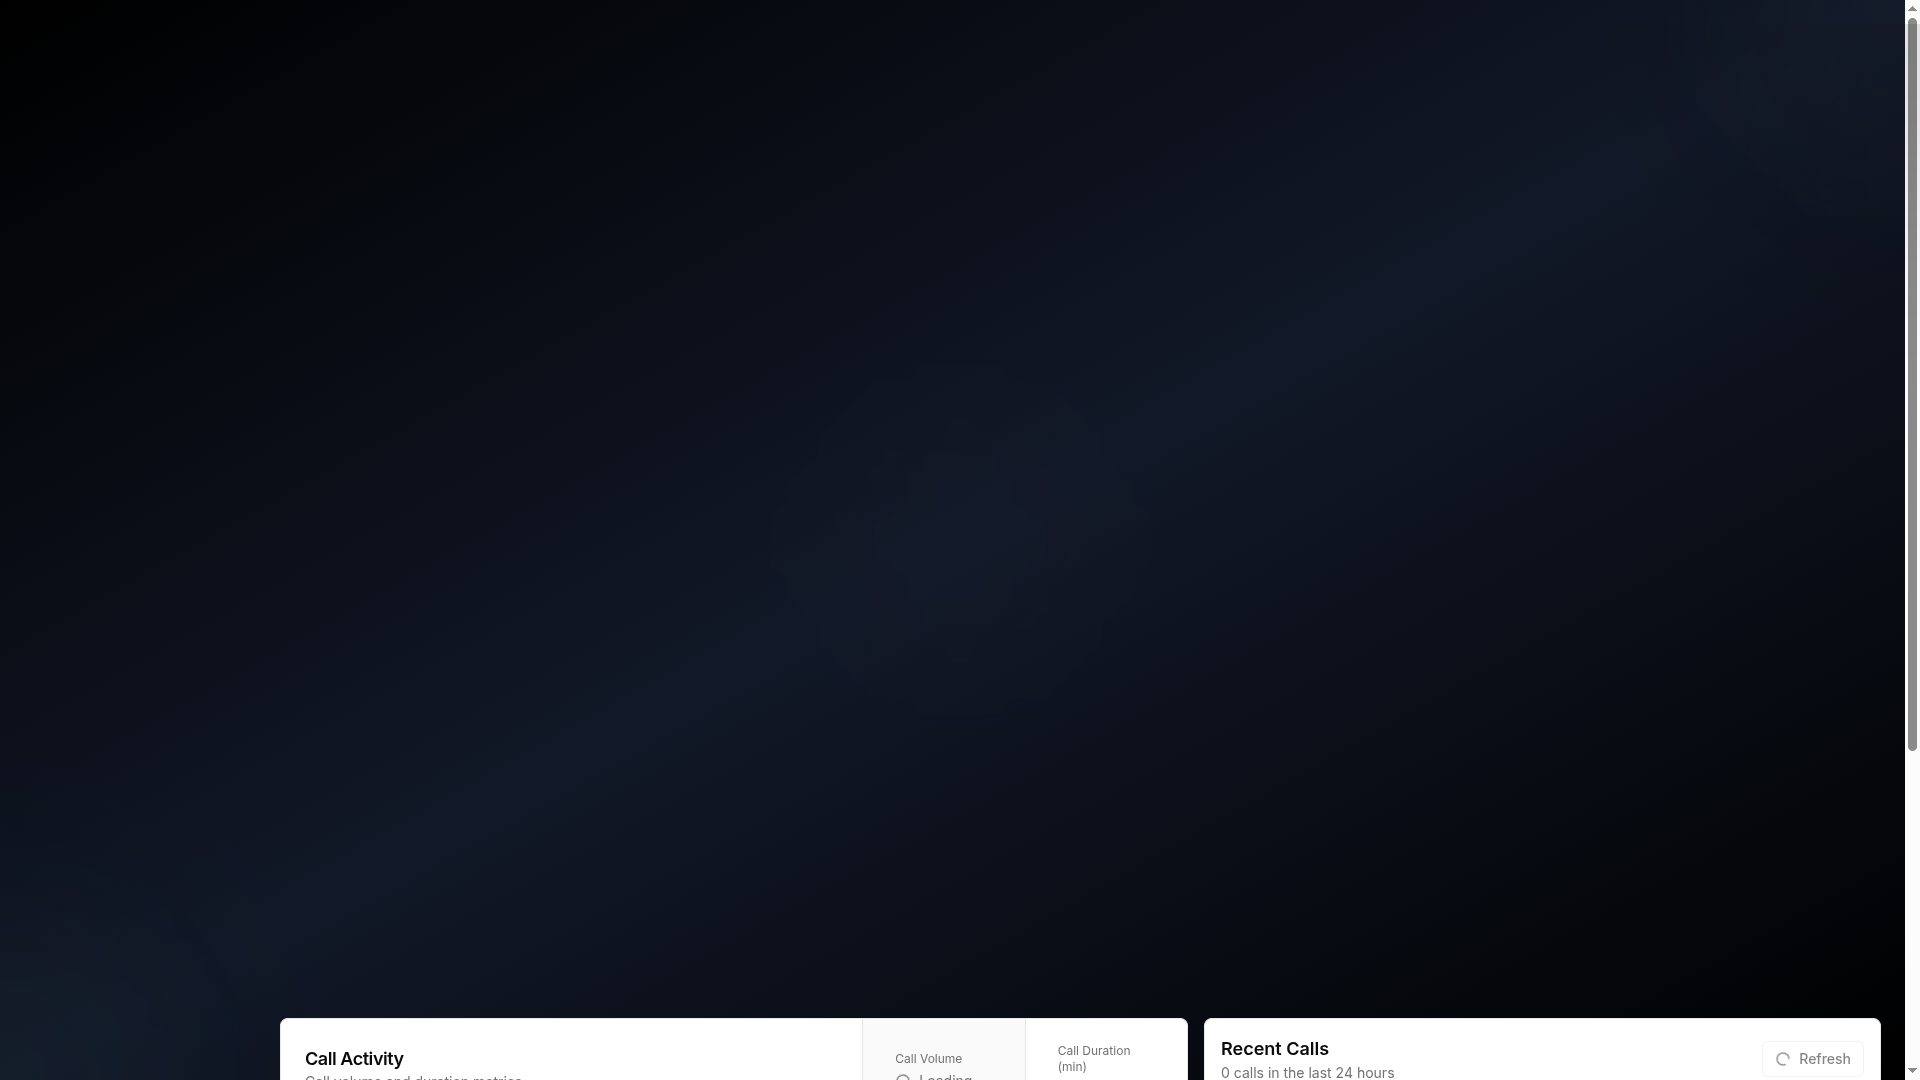 Call Activity
Call volume and duration metrics
Call Volume
Loading
Call Duration
(min)
Recent Calls
0 calls in the last 24 hours
Refresh